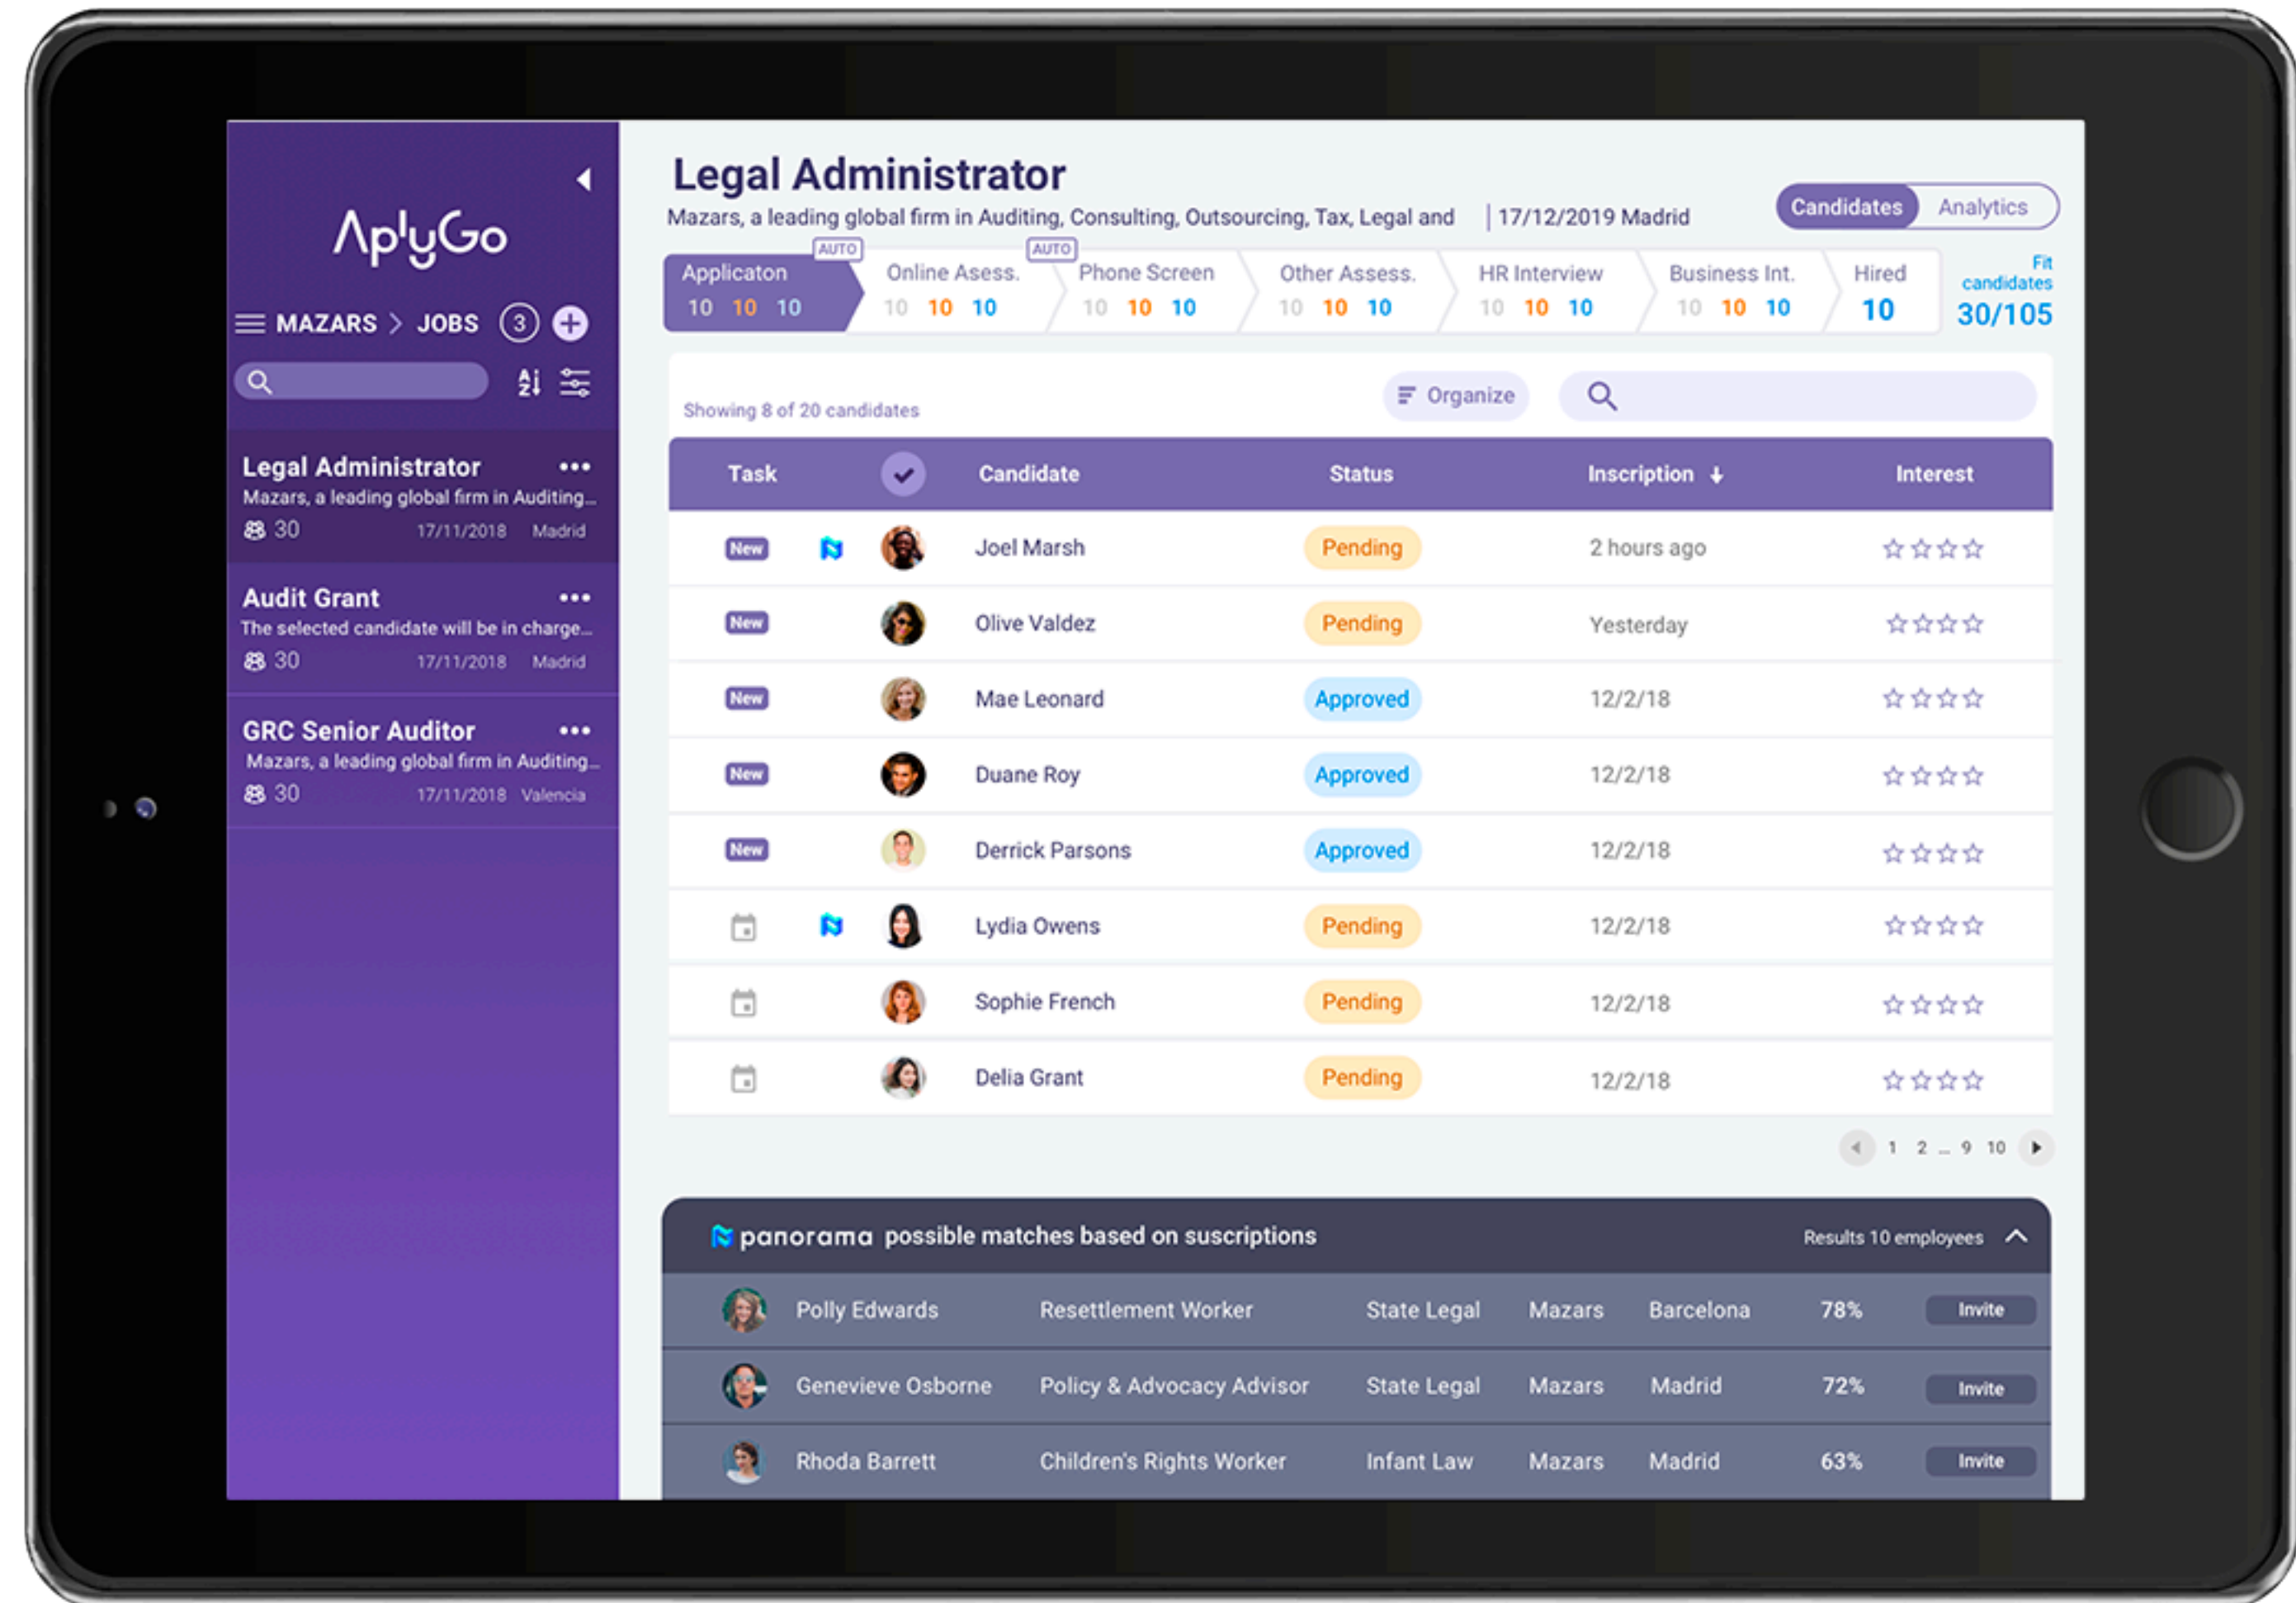 AplyGo
MAZARS > JOBS 3 +
Legal Administrator •••
Mazars, a leading global firm in Auditing...
30 17/11/2018 Madrid
Audit Grant •••
The selected candidate will be in charge...
30 17/11/2018 Madrid
GRC Senior Auditor •••
Mazars, a leading global firm in Auditing...
30 17/11/2018 Valencia
Legal Administrator
Mazars, a leading global firm in Auditing, Consulting, Outsourcing, Tax, Legal and | 17/12/2019 Madrid
Candidates Analytics
AUTO AUTO
Applicaton Online Asess. Phone Screen Other Assess. HR Interview Business Int. Hired
10 10 10 10 10 10 10 10 10 10 10 10 10 10 10 10 10 10 10
Fit
candidates
30/105
Showing 8 of 20 candidates
Organize
Task Candidate Status Inscription Interest
New Joel Marsh Pending 2 hours ago
New Olive Valdez Pending Yesterday
New Mae Leonard Approved 12/2/18
New Duane Roy Approved 12/2/18
New Derrick Parsons Approved 12/2/18
Lydia Owens Pending 12/2/18
Sophie French Pending 12/2/18
Delia Grant Pending 12/2/18
1 2 ... 9 10
panorama possible matches based on suscriptions Results 10 employees
Polly Edwards Resettlement Worker State Legal Mazars Barcelona 78% Invite
Genevieve Osborne Policy & Advocacy Advisor State Legal Mazars Madrid 72% Invite
Rhoda Barrett Children's Rights Worker Infant Law Mazars Madrid 63% Invite